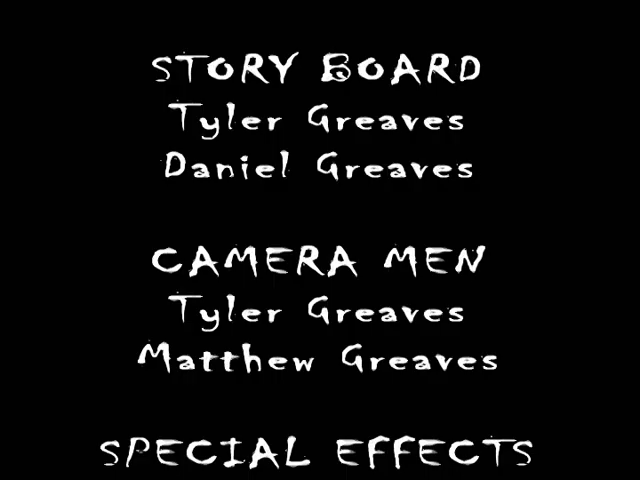 STORY BOARD
Tyler Greaves
Daniel Greaves
CAMERA MEN
Tyler Greaves
Matthew Greaves
SPECIAL EFFECTS